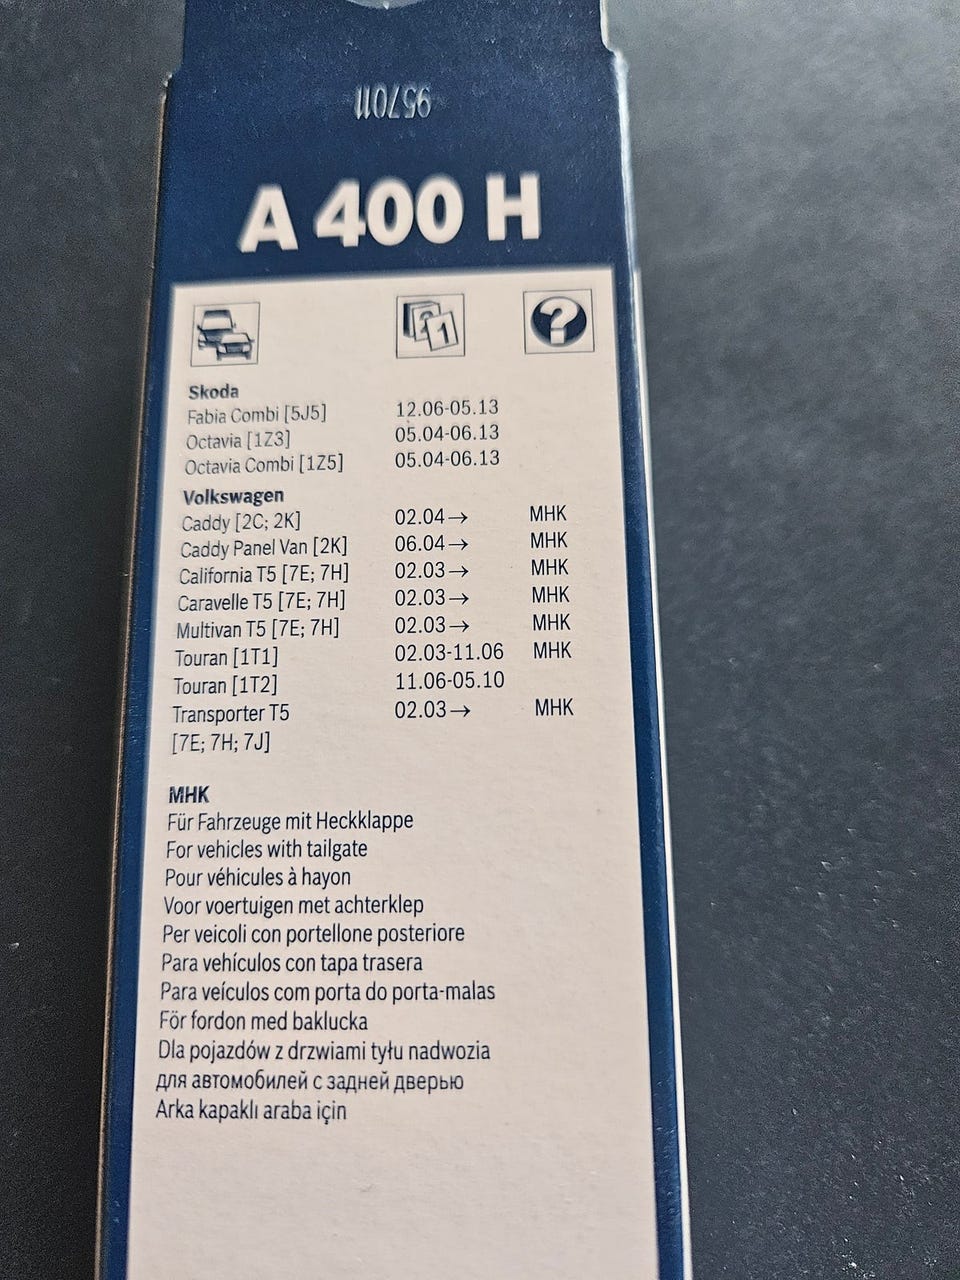 957011
A 400 H
2 1 ?
Skoda
Fabia Combi [5J5] 12.06-05.13
Octavia [1Z3] 05.04-06.13
Octavia Combi [1Z5] 05.04-06.13
Volkswagen
Caddy [2C; 2K] 02.04→ MHK
Caddy Panel Van [2K] 06.04→ MHK
California T5 [7E; 7H] 02.03→ MHK
Caravelle T5 [7E; 7H] 02.03→ MHK
Multivan T5 [7E; 7H] 02.03→ MHK
Touran [1T1] 02.03-11.06 MHK
Touran [1T2] 11.06-05.10
Transporter T5 02.03→ MHK
[7E; 7H; 7J]
MHK
Für Fahrzeuge mit Heckklappe
For vehicles with tailgate
Pour véhicules à hayon
Voor voertuigen met achterklep
Per veicoli con portellone posteriore
Para vehículos con tapa trasera
Para veículos com porta do porta-malas
För fordon med baklucka
Dla pojazdów z drzwiami tyłu nadwozia
для автомобилей с задней дверью
Arka kapaklı araba için